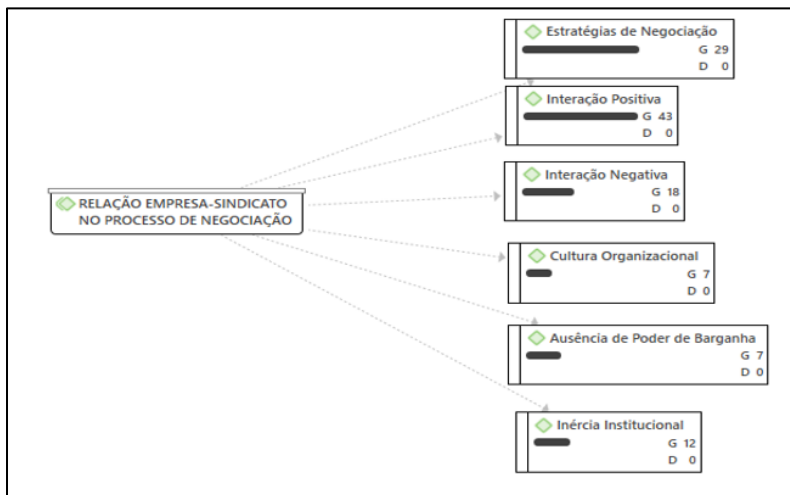 Estratégias de Negociação
G 29
D 0
Interação Positiva
G 43
D 0
Interação Negativa
G 18
D 0
RELAÇÃO EMPRESA-SINDICATO
NO PROCESSO DE NEGOCIAÇÃO
Cultura Organizacional
G 7
D 0
Ausência de Poder de Barganha
G 7
D 0
Inércia Institucional
G 12
D 0